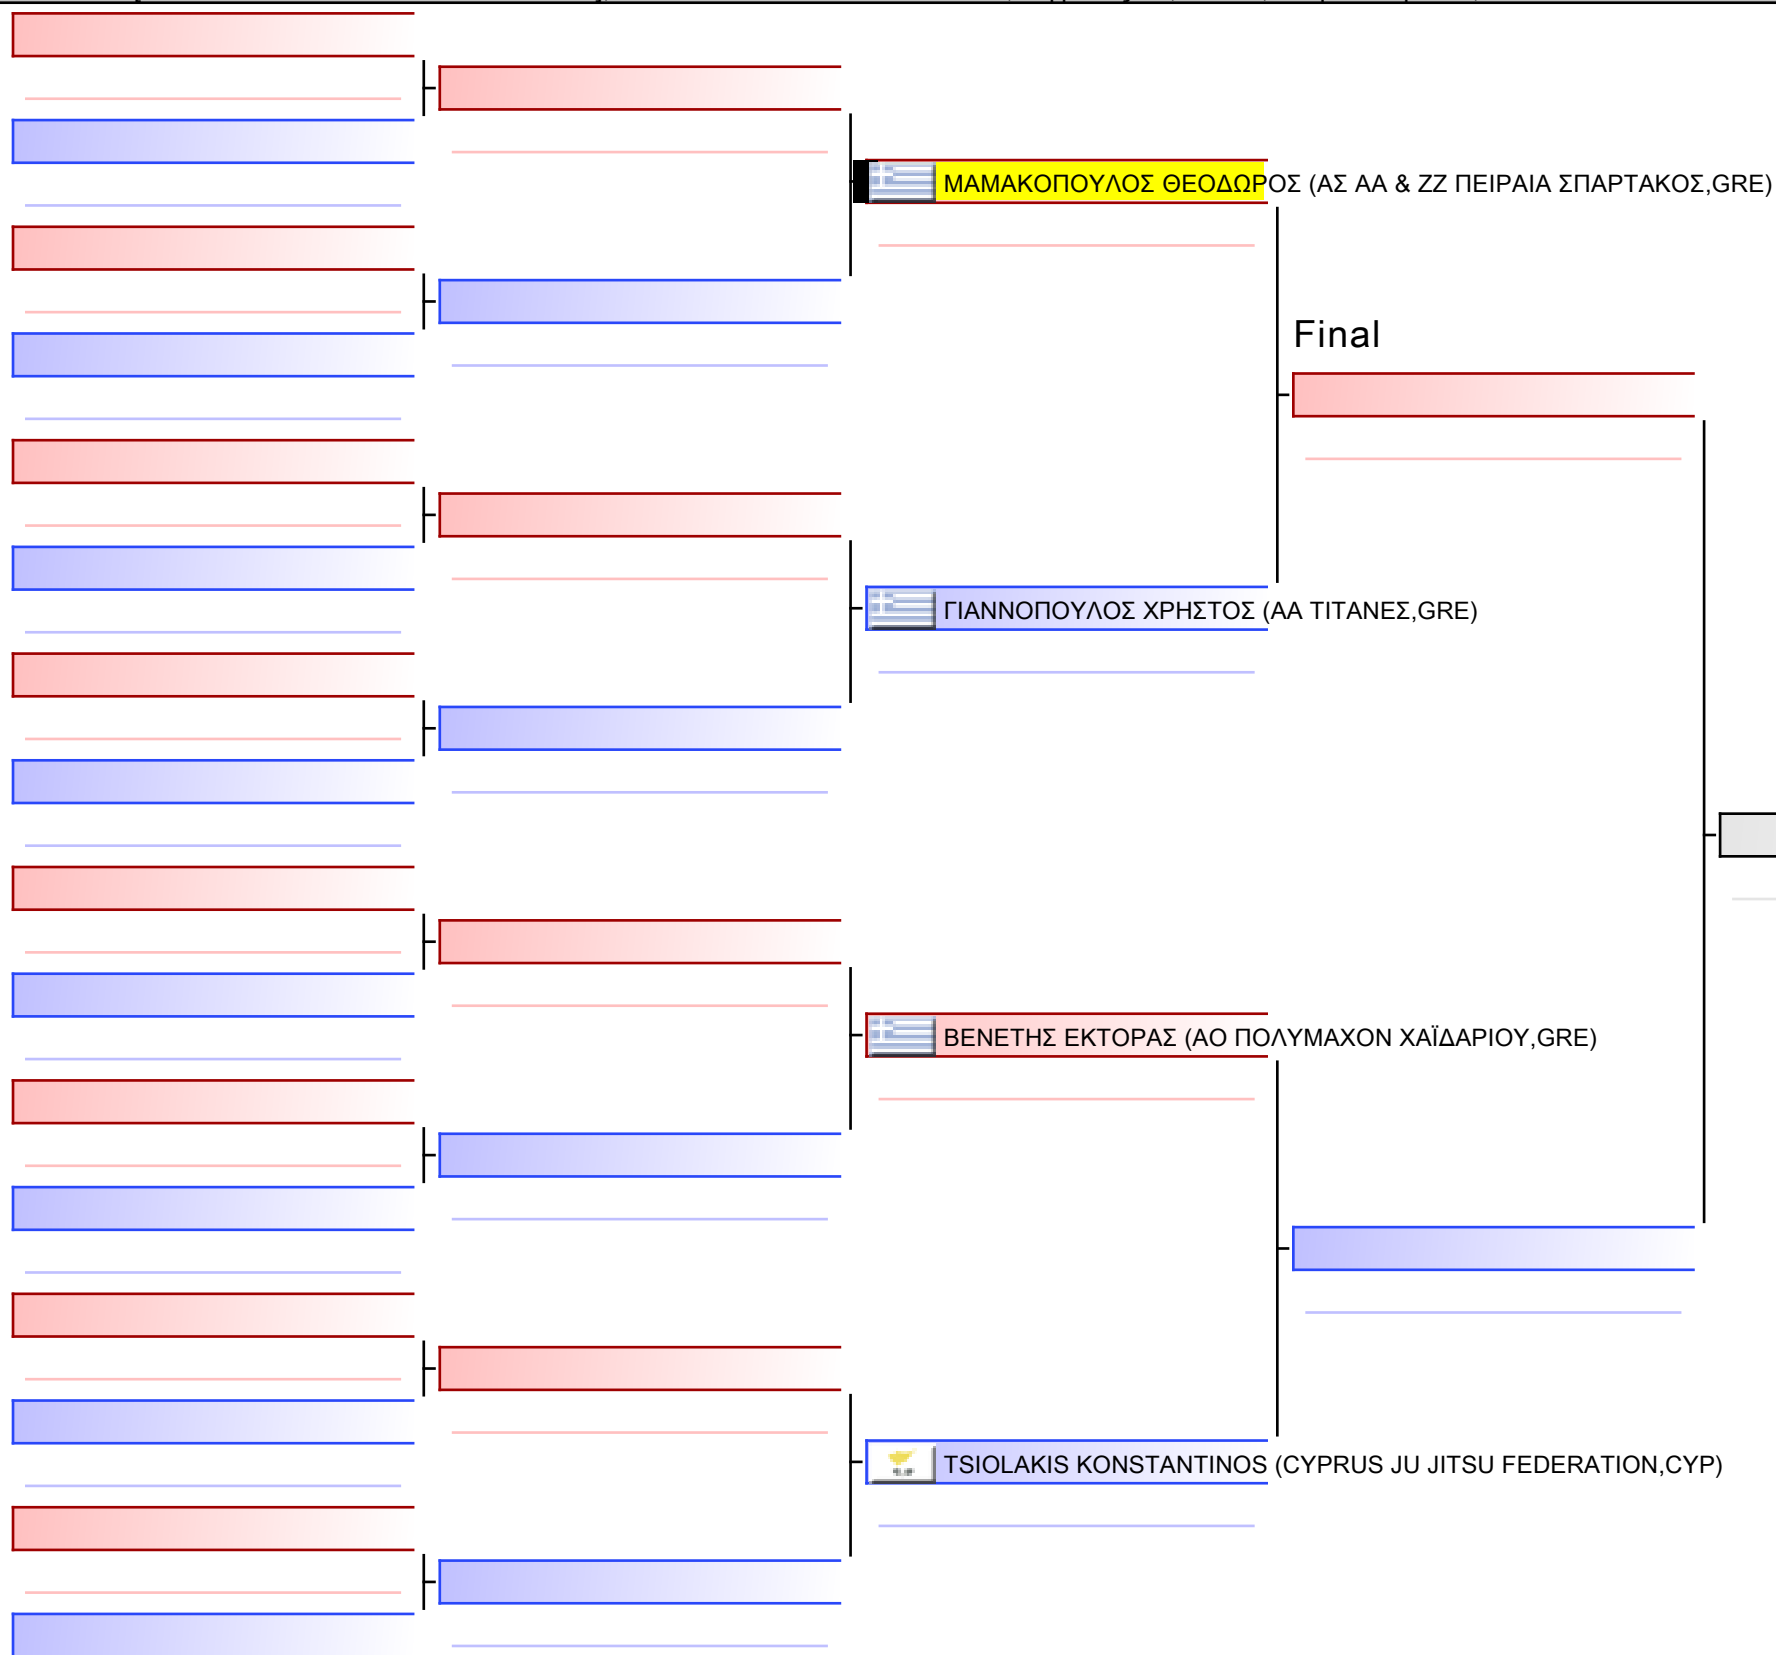 ΜΑΜΑΚΟΠΟΥΛΟΣ ΘΕΟΔΩΡΟΣ (ΑΣ ΑΑ & ΖΖ ΠΕΙΡΑΙΑ ΣΠΑΡΤΑΚΟΣ,GRE)
Final
ΓΙΑΝΝΟΠΟΥΛΟΣ ΧΡΗΣΤΟΣ (ΑΑ ΤΙΤΑΝΕΣ,GRE)
ΒΕΝΕΤΗΣ ΕΚΤΟΡΑΣ (ΑΟ ΠΟΛΥΜΑΧΟΝ ΧΑΪΔΑΡΙΟΥ,GRE)
TSIOLAKIS KONSTANTINOS (CYPRUS JU JITSU FEDERATION,CYP)